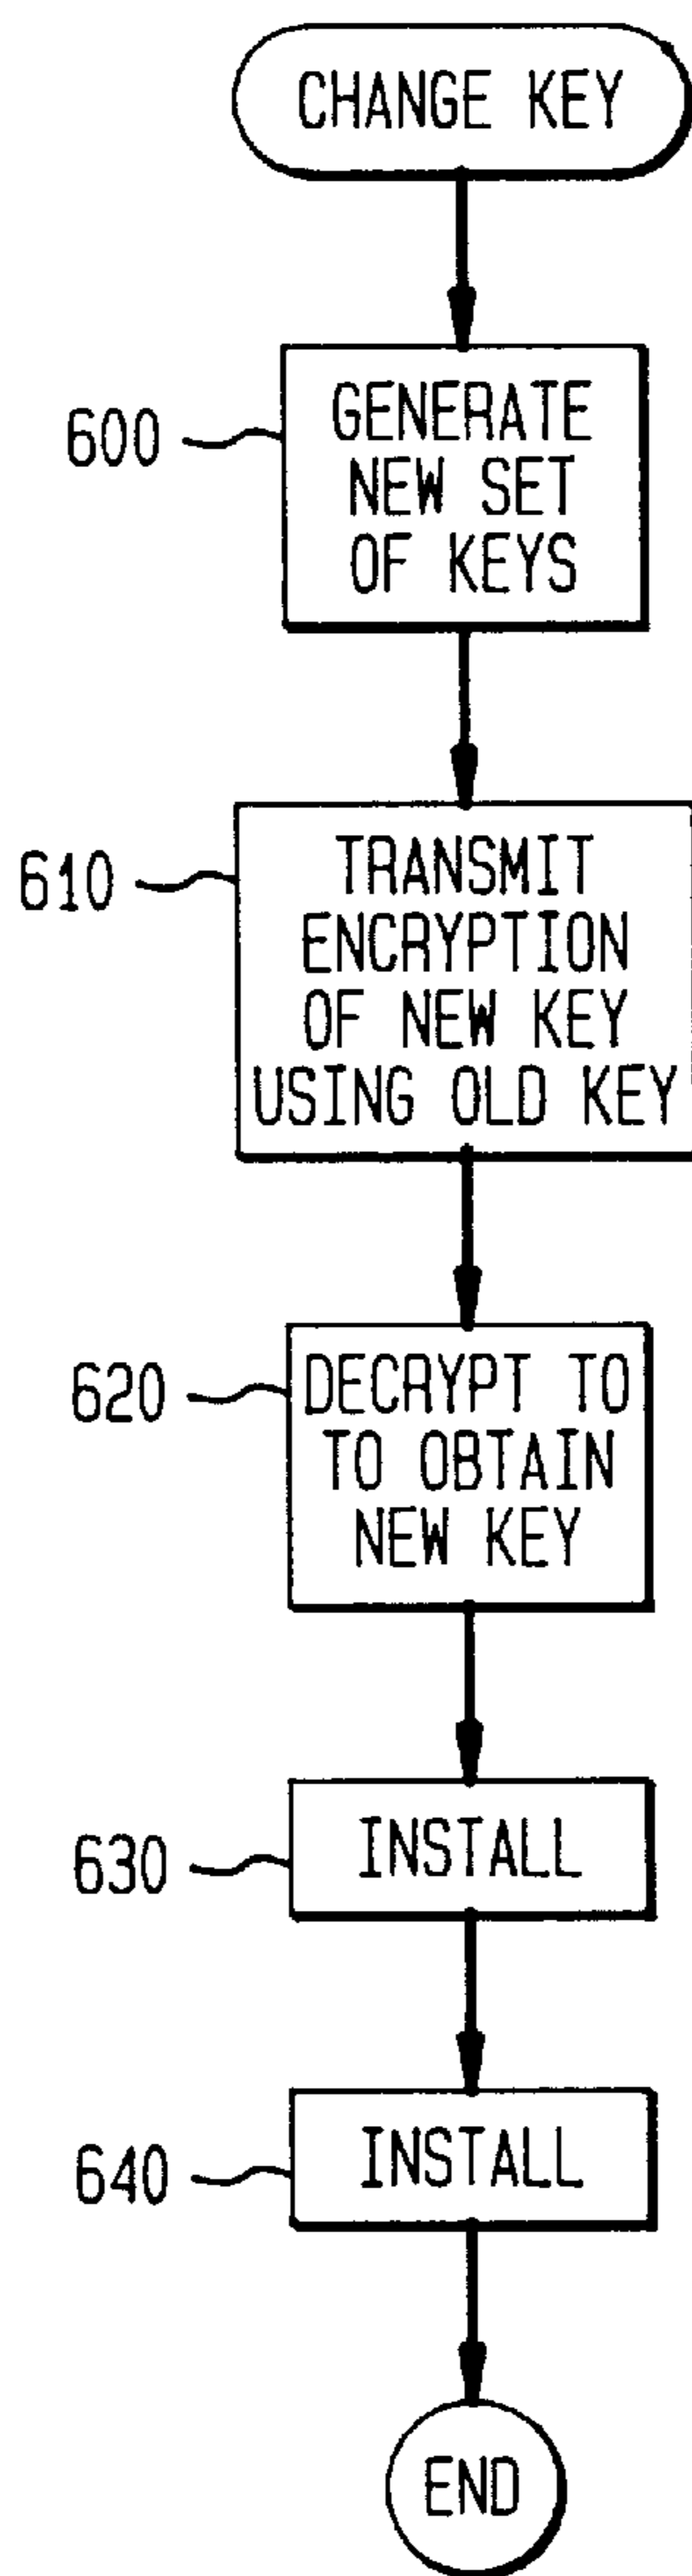 CHANGE KEY
600
GENERATE
NEW SET
OF KEYS
610
TRANSMIT
ENCRYPTION
OF NEW KEY
USING OLD KEY
620
DECRYPT TO
TO OBTAIN
NEW KEY
630
INSTALL
640
INSTALL
END